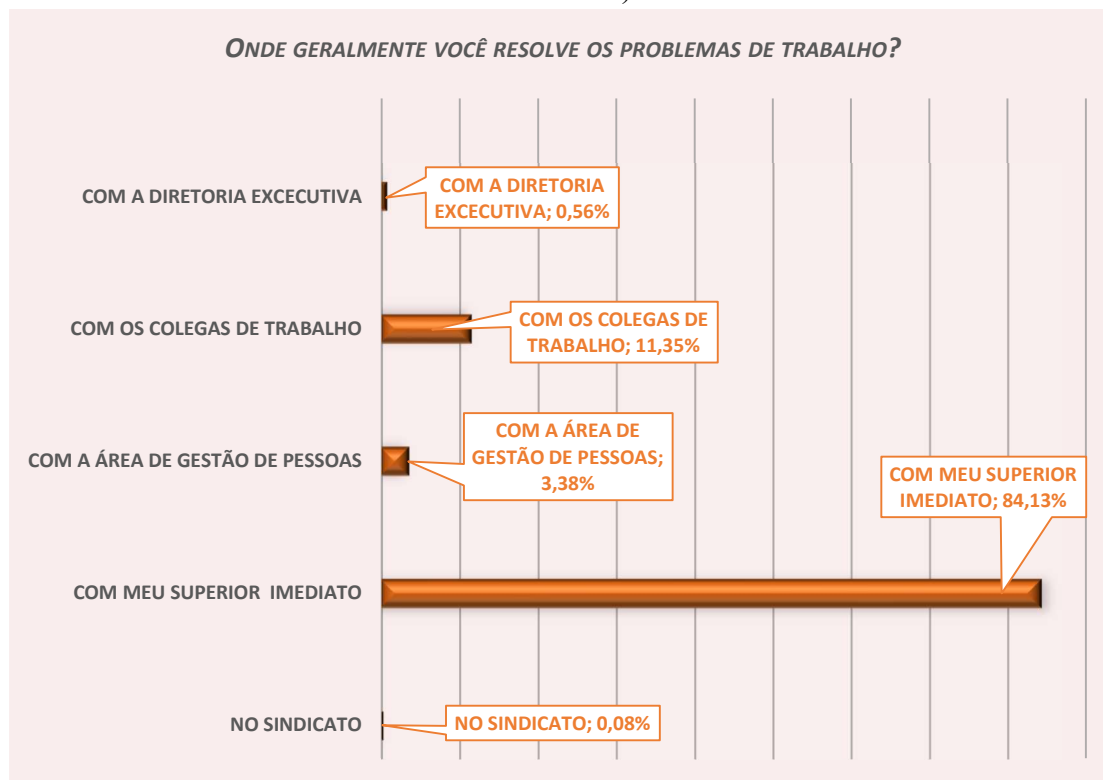 ONDE GERALMENTE VOCÊ RESOLVE OS PROBLEMAS DE TRABALHO?
COM A DIRETORIA EXCECUTIVA
COM A DIRETORIA
EXCECUTIVA; 0,56%
COM OS COLEGAS DE TRABALHO
COM OS COLEGAS DE
TRABALHO; 11,35%
COM A ÁREA DE GESTÃO DE PESSOAS
COM A ÁREA DE
GESTÃO DE PESSOAS;
3,38%
COM MEU SUPERIOR
IMEDIATO; 84,13%
COM MEU SUPERIOR IMEDIATO
NO SINDICATO
NO SINDICATO; 0,08%